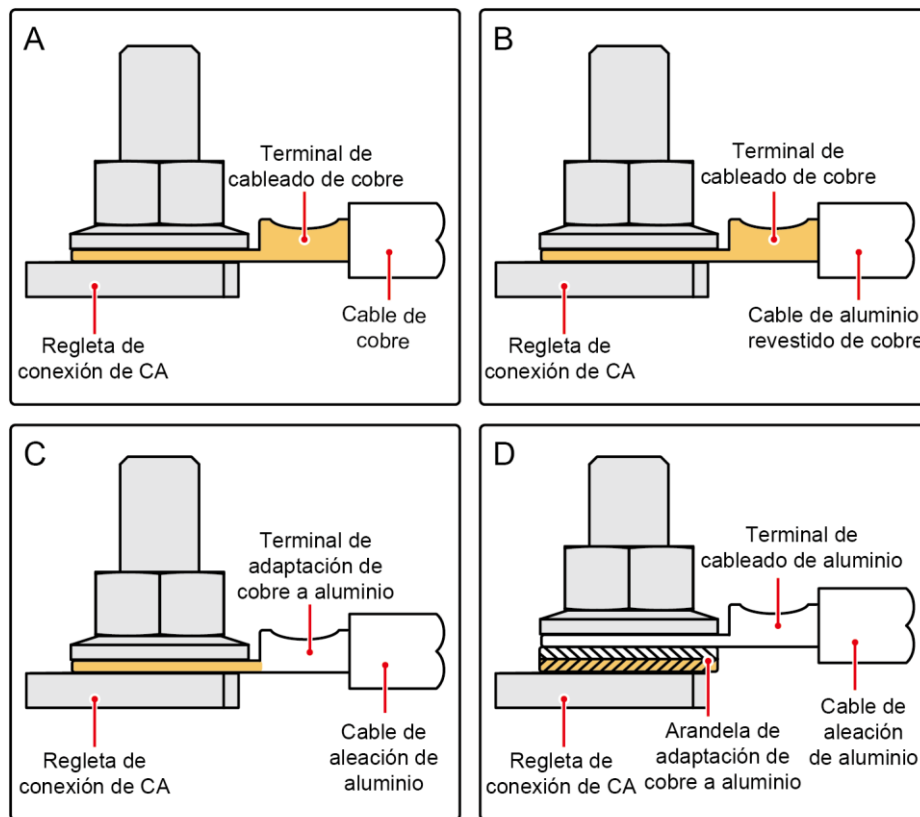 A
Terminal de
cableado de cobre
Cable de
cobre
Regleta de
conexión de CA
B
Terminal de
cableado de cobre
Cable de aluminio
revestido de cobre
Regleta de
conexión de CA
C
Terminal de
adaptación de
cobre a aluminio
Cable de
aleación de
aluminio
Regleta de
conexión de CA
D
Terminal de
cableado de aluminio
Cable de
aleación
de aluminio
Arandela de
adaptación de
cobre a aluminio
Regleta de
conexión de CA